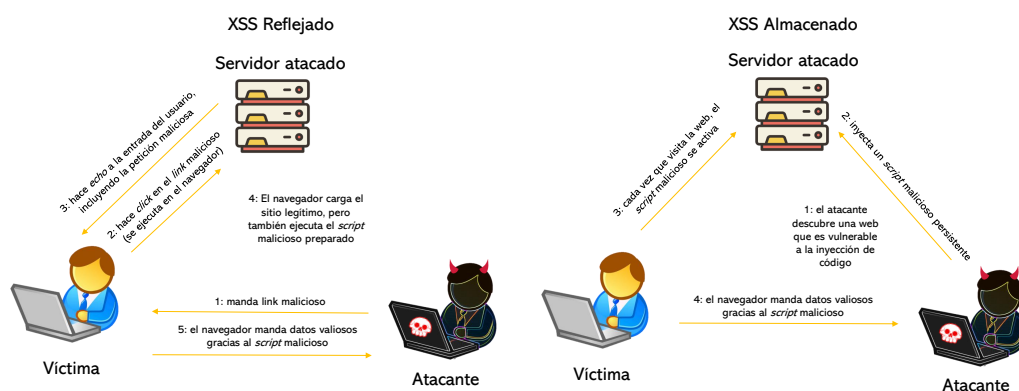 XSS Reflejado
Servidor atacado
3: hace echo a la entrada del usuario,
incluyendo la petición maliciosa
2: hace click en el link malicioso
(se ejecuta en el navegador)
4: El navegador carga el
sitio legítimo, pero
también ejecuta el script
malicioso preparado
1: manda link malicioso
5: el navegador manda datos valiosos
gracias al script malicioso
Víctima
Atacante
XSS Almacenado
Servidor atacado
3: cada vez que visita la web, el
script malicioso se activa
2: inyecta un script malicioso persistente
1: el atacante
descubre una web
que es vulnerable
a la inyección de
código
4: el navegador manda datos valiosos
gracias al script malicioso
Víctima
Atacante